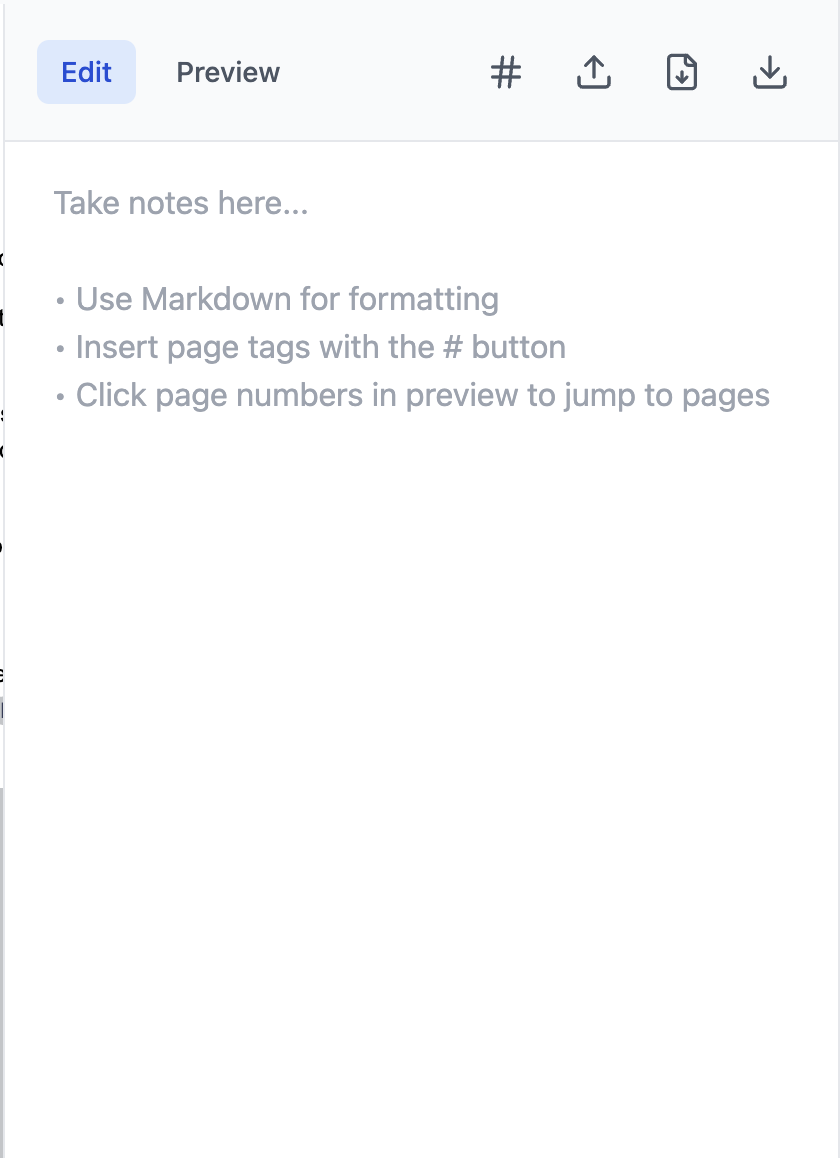 Edit Preview #
Take notes here...
• Use Markdown for formatting
• Insert page tags with the # button
• Click page numbers in preview to jump to pages